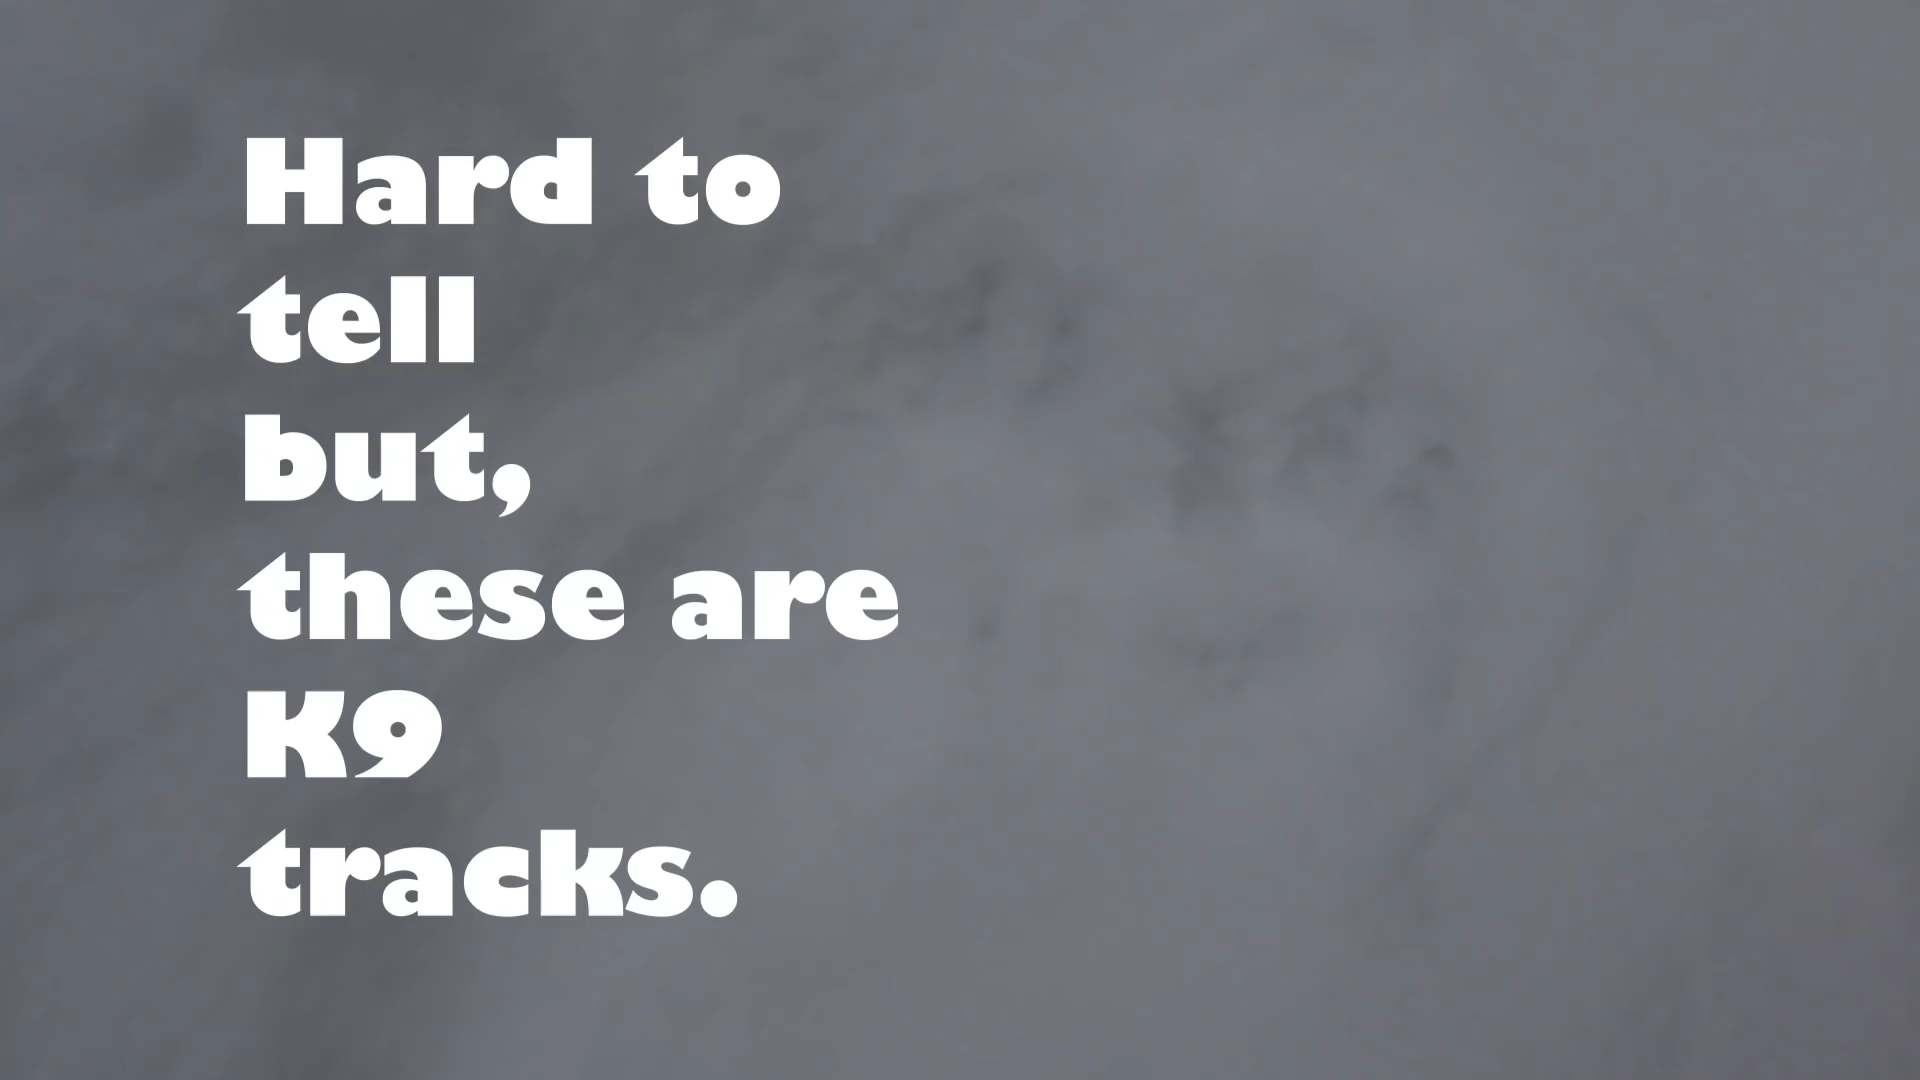 Hard to
tell
but,
these are
K9
tracks.